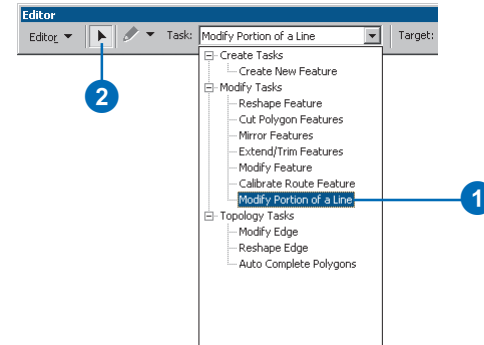 Editor
Editor Task: Modify Portion of a Line Target:
Create Tasks
Create New Feature
2
Modify Tasks
Reshape Feature
Cut Polygon Features
Mirror Features
Extend/Trim Features
Modify Feature
Calibrate Route Feature
Modify Portion of a Line 1
Topology Tasks
Modify Edge
Reshape Edge
Auto Complete Polygons